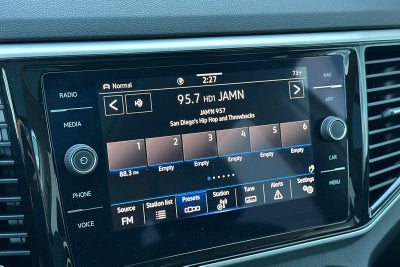 RADIO
MEDIA
PHONE
VOICE
Normal
2:27
73°F
95.7 HD1 JAMN
JAM'N 957
San Diego's Hip Hop and Throwbacks
1 2 3 4 5 6
Empty Empty Empty Empty Empty Empty
88.3 FM
Source Station list Presets Station Tune Alerts Settings
FM
NAV
APP
CAR
MENU